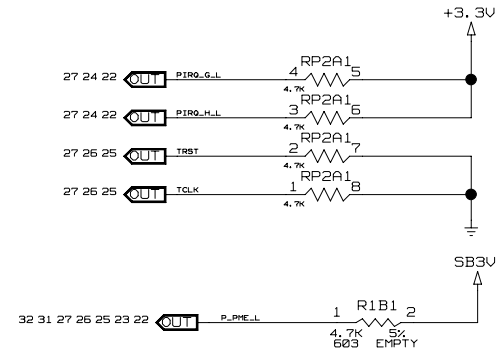 +3.3V
RP2A1
27 24 22 OUT PIRQ_G_L 4 5
4.7K
RP2A1
27 24 22 OUT PIRQ_H_L 3 6
4.7K
RP2A1
27 26 25 OUT TRST 2 7
4.7K
RP2A1
27 26 25 OUT TCLK 1 8
4.7K
SB3V
R1B1
32 31 27 26 25 23 22 OUT P_PME_L 1 2
4.7K 5%
603 EMPTY